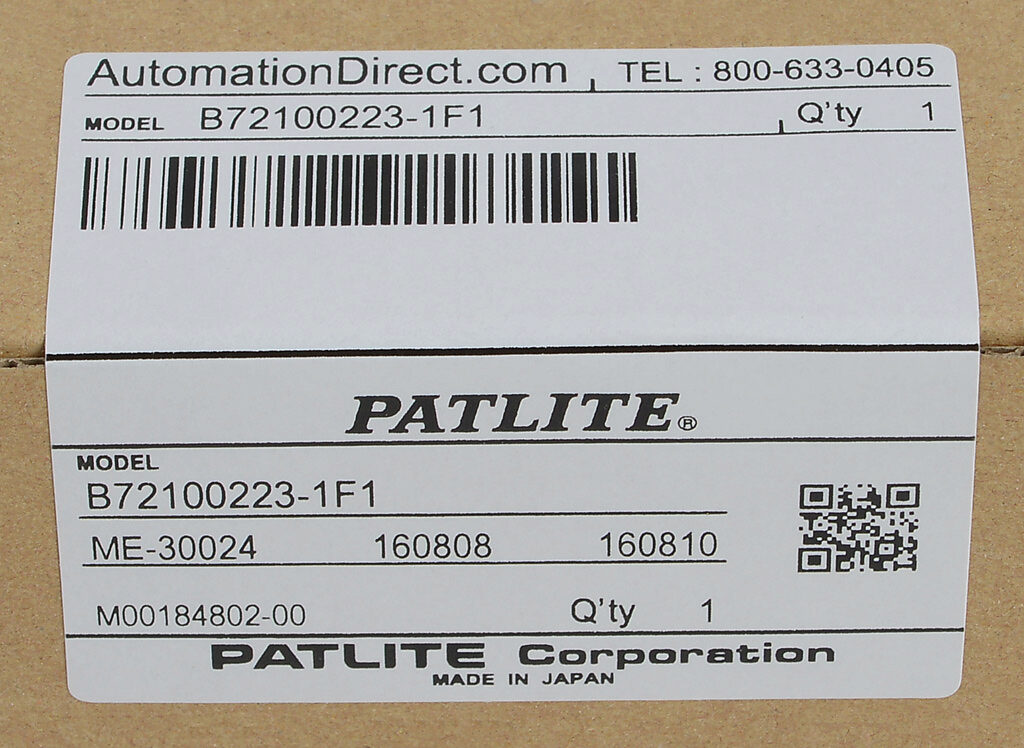 AutomationDirect.com , TEL : 800-633-0405
MODEL B72100223-1F1 Q'ty 1
PATLITE®
MODEL
B72100223-1F1
ME-30024 160808 160810
M00184802-00 Q'ty 1
PATLITE Corporation
MADE IN JAPAN